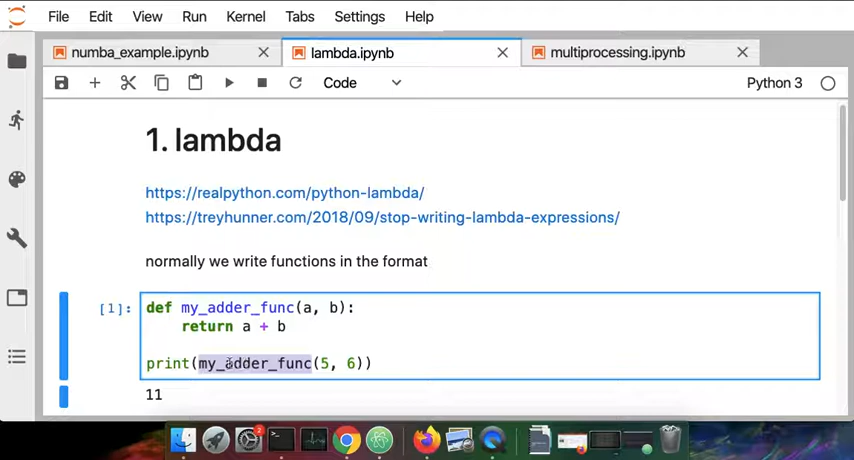 File Edit View Run Kernel Tabs Settings Help
numba_example.ipynb lambda.ipynb multiprocessing.ipynb
Code Python 3
1. lambda
https://realpython.com/python-lambda/
https://treyhunner.com/2018/09/stop-writing-lambda-expressions/
normally we write functions in the format
[1]: def my_adder_func(a, b):
return a + b
print(my_adder_func(5, 6))
11
2